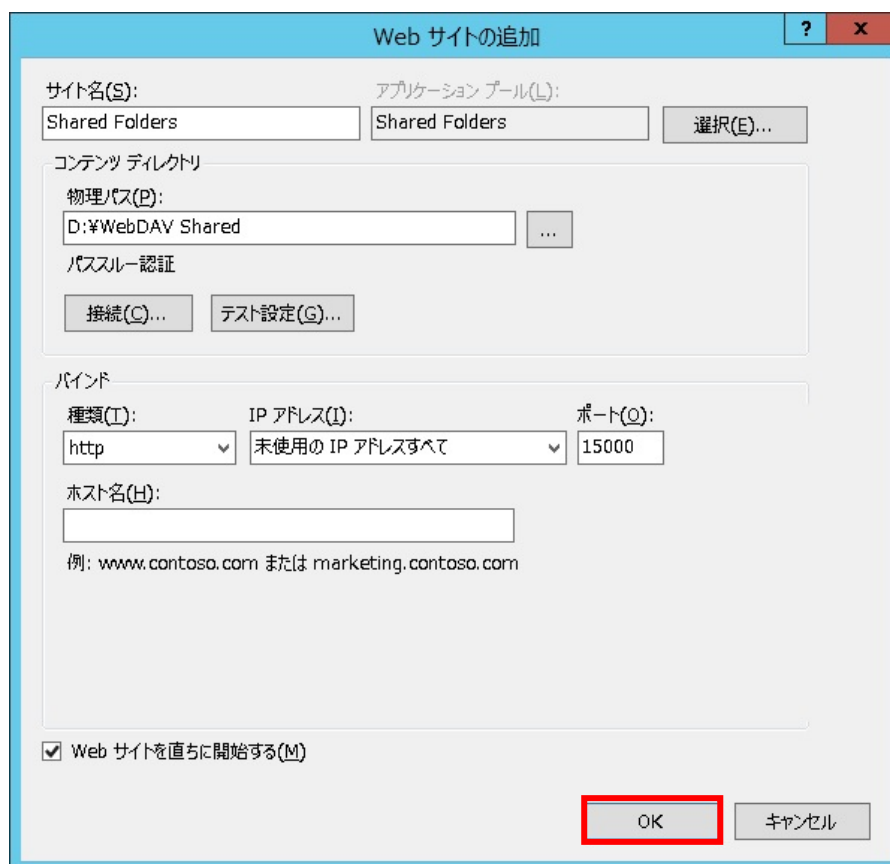 Web サイトの追加
? x
サイト名(S): アプリケーション プール(L):
Shared Folders Shared Folders 選択(E)...
コンテンツ ディレクトリ
物理パス(P):
D:¥WebDAV Shared ...
パススルー認証
接続(C)... テスト設定(G)...
バインド
種類(T): IP アドレス(I): ポート(O):
http 未使用の IP アドレスすべて 15000
ホスト名(H):
例: www.contoso.com または marketing.contoso.com
Web サイトを直ちに開始する(M)
OK キャンセル